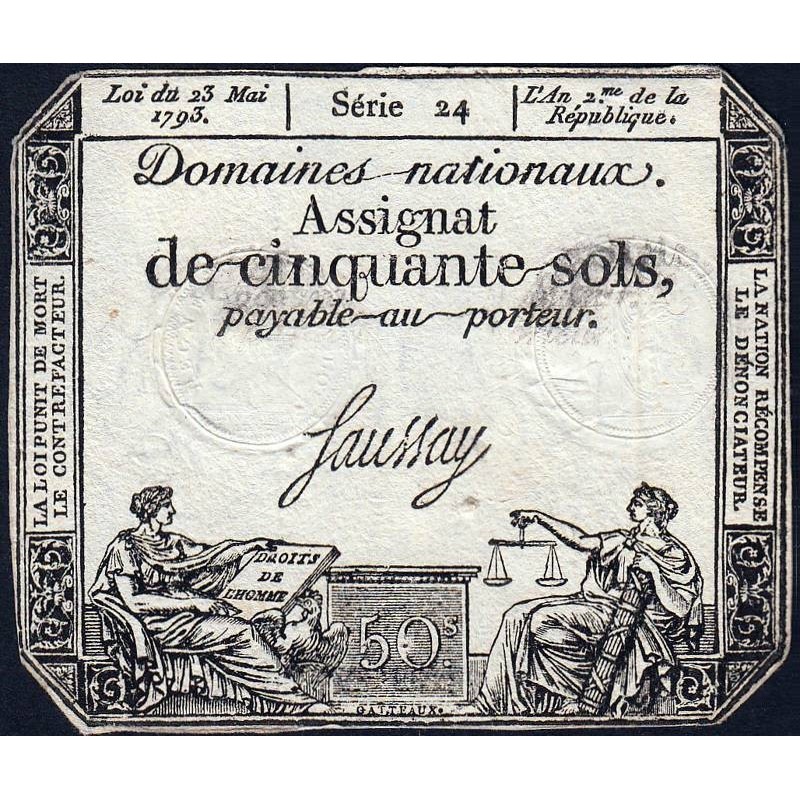 Loi du 23 Mai
1793.
Série 24
L'An 2.me de la
République.
Domaines nationaux.
Assignat
de cinquante sols,
payable au porteur.
Saussay
LA LOI PUNIT DE MORT
LE CONTREFACTEUR.
LA NATION RÉCOMPENSE
LE DÉNONCIATEUR.
DROITS
DE
L'HOMME
50.s
GATTEAUX.